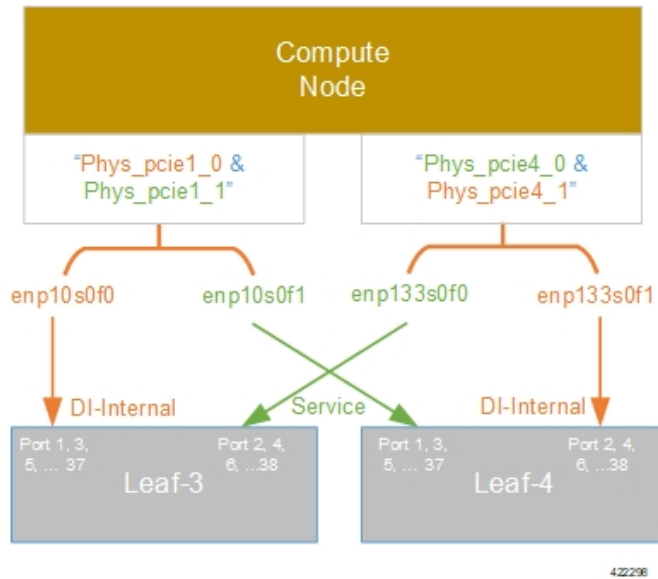 Compute
Node
"Phys_pcie1_0 &
Phys_pcie1_1"
"Phys_pcie4_0 &
Phys_pcie4_1"
enp10s0f0
enp10s0f1
enp133s0f0
enp133s0f1
DI-Internal
Service
DI-Internal
Port 1, 3,
5, ... 37
Port 2, 4,
6, ...38
Leaf-3
Port 1, 3,
5, ... 37
Port 2, 4,
6, ...38
Leaf-4
422298